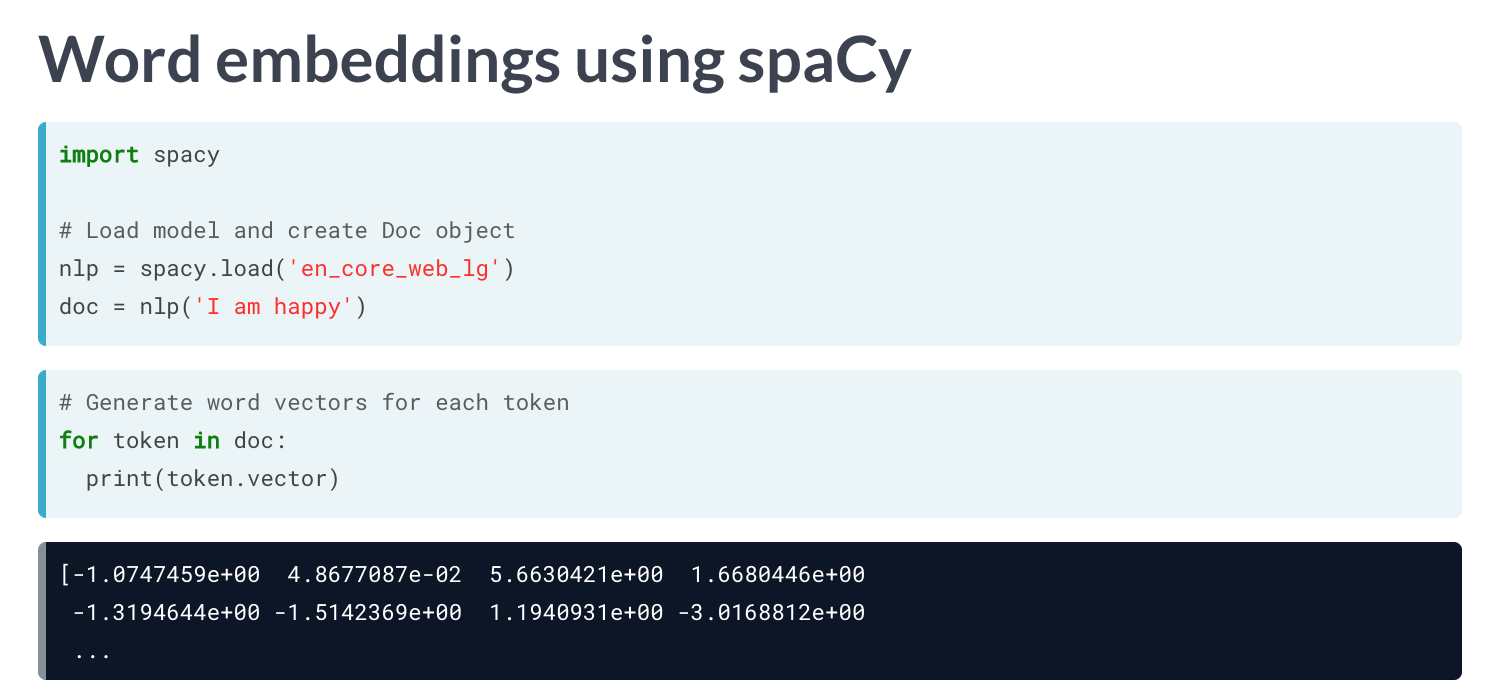 Word embeddings using spaCy
import spacy
# Load model and create Doc object
nlp = spacy.load('en_core_web_lg')
doc = nlp('I am happy')
# Generate word vectors for each token
for token in doc:
  print(token.vector)
[-1.0747459e+00  4.8677087e-02  5.6630421e+00  1.6680446e+00
 -1.3194644e+00 -1.5142369e+00  1.1940931e+00 -3.0168812e+00
 ...